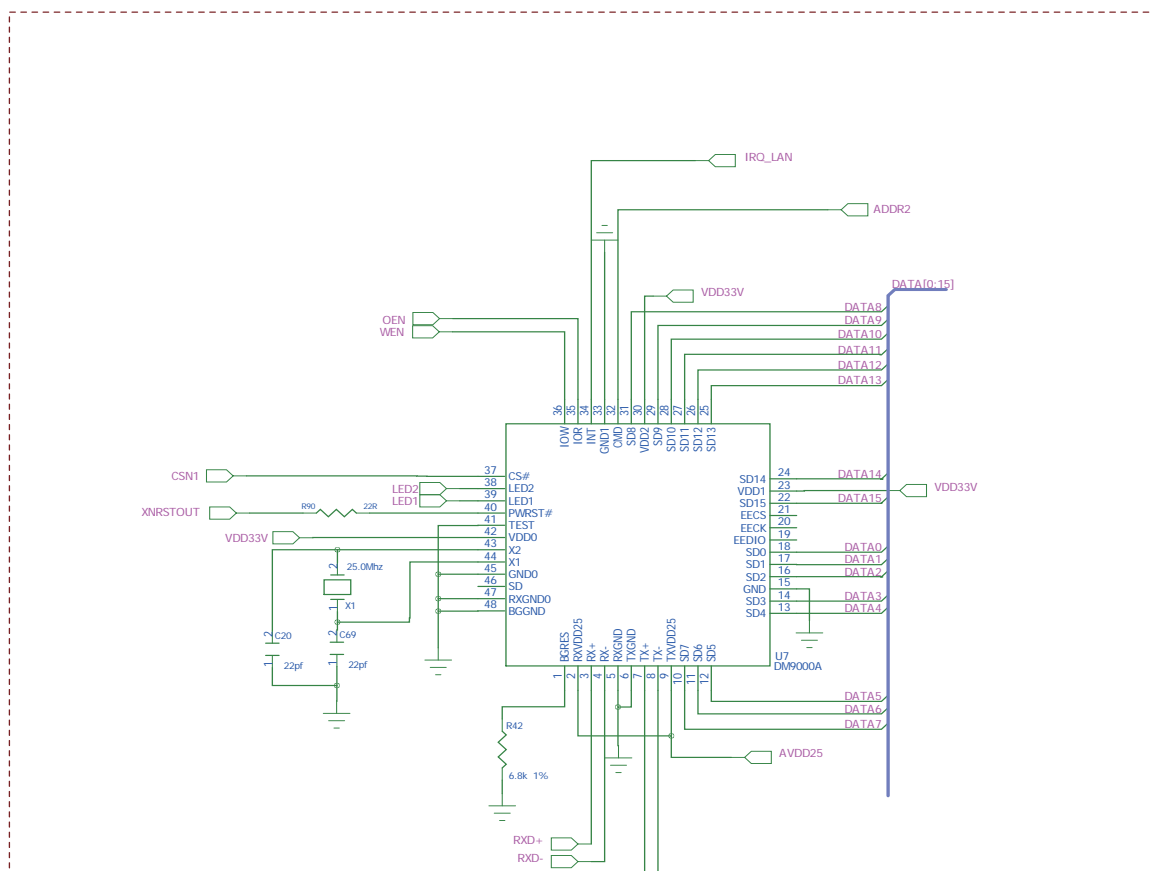 IRQ_LAN
ADDR2
DATA[0:15]
VDD33V
DATA8
OEN
DATA9
WEN
DATA10
DATA11
DATA12
DATA13
36 35 34 33 32 31 30 29 28 27 26 25
IOW IOR INT GND1 CMD SD8 VDD2 SD9 SD10 SD11 SD12 SD13
CSN1 37 CS#
LED2 38 LED2
LED1 39 LED1
XNRSTOUT R90 22R 40 PWRST#
41 TEST
VDD33V 42 VDD0
43 X2
44 X1
45 GND0
46 SD
47 RXGND0
48 BGGND
SD14 24 DATA14
VDD1 23 VDD33V
SD15 22 DATA15
EECS 21
EECK 20
EEDIO 19
SD0 18 DATA0
SD1 17 DATA1
SD2 16 DATA2
GND 15
SD3 14 DATA3
SD4 13 DATA4
2 25.0Mhz
1 X1
2 C20
1 22pf
2 C69
1 22pf
BGRES RXVDD25 RX+ RX- RXGND TXGND TX+ TX- TXVDD25 SD7 SD6 SD5
U7
DM9000A
1 2 3 4 5 6 7 8 9 10 11 12
DATA5
DATA6
DATA7
R42
6.8k 1%
AVDD25
RXD+
RXD-